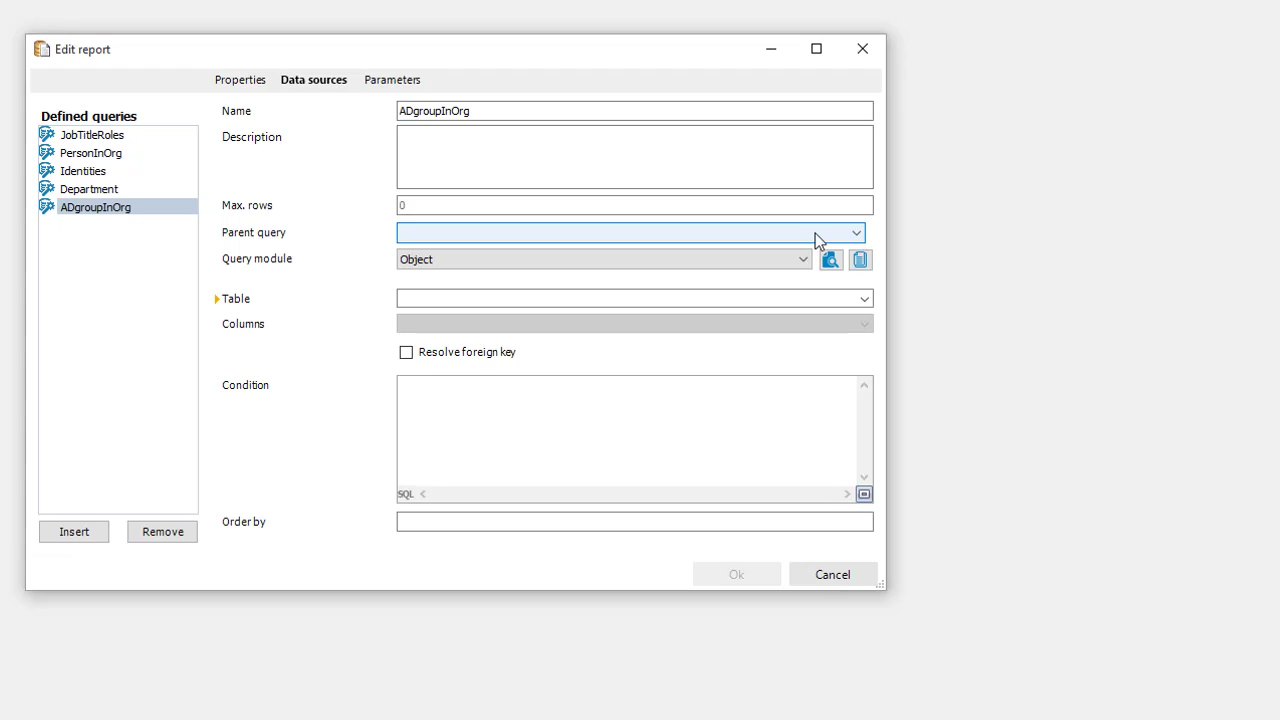 Edit report
Properties Data sources Parameters
Defined queries
JobTitleRoles
PersonInOrg
Identities
Department
ADgroupInOrg
Insert Remove
Name ADgroupInOrg
Description
Max. rows 0
Parent query
Query module Object
Table
Columns
Resolve foreign key
Condition
SQL
Order by
Ok Cancel